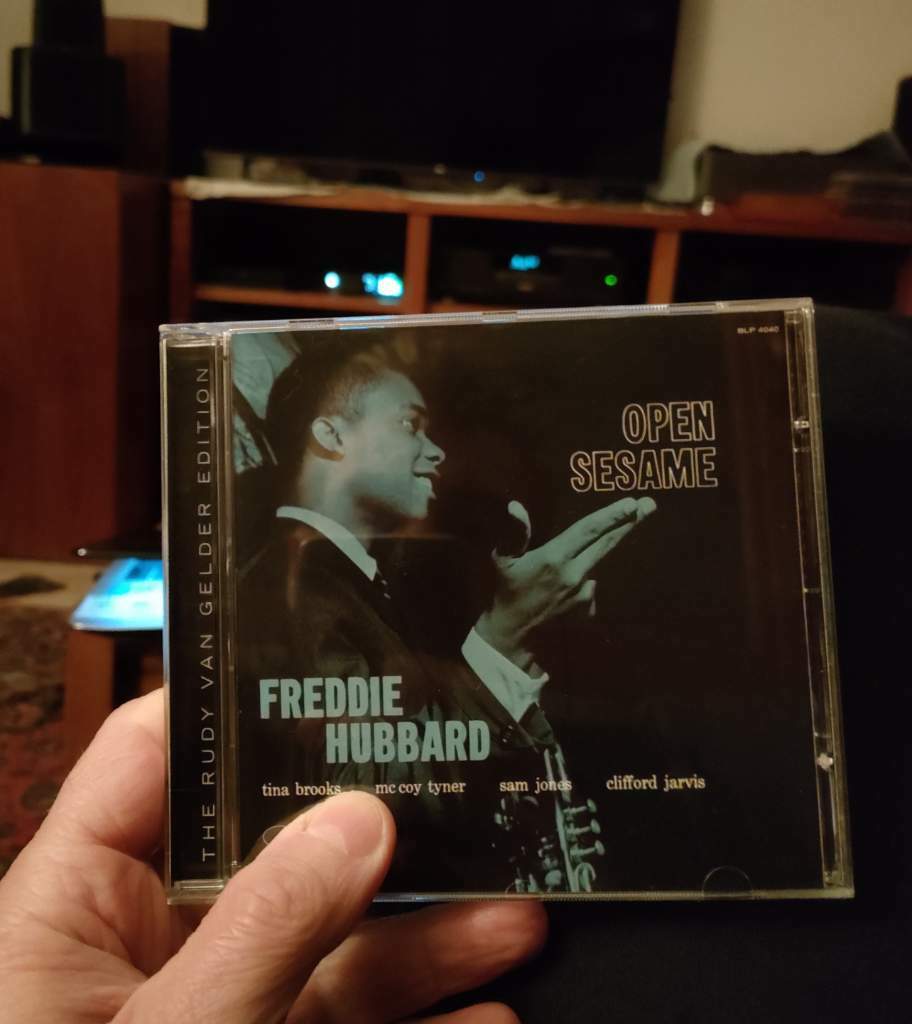 THE RUDY VAN GELDER EDITION
BLP 4040
OPEN
SESAME
FREDDIE
HUBBARD
tina brooks mc coy tyner sam jones clifford jarvis